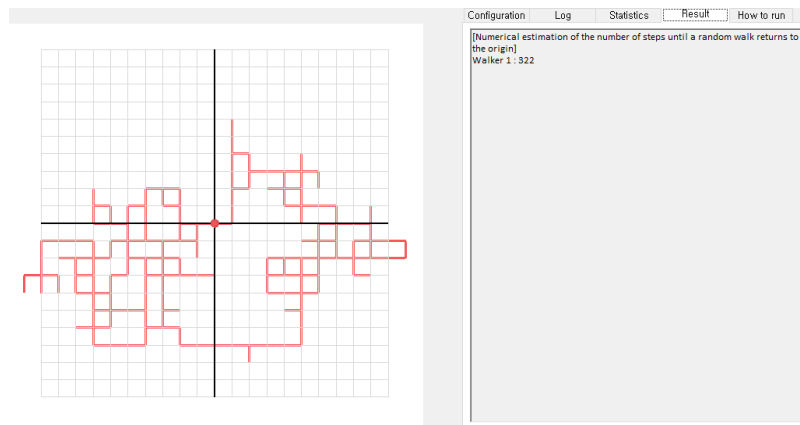 Configuration Log Statistics Result How to run
[Numerical estimation of the number of steps until a random walk returns to
the origin]
Walker 1 : 322